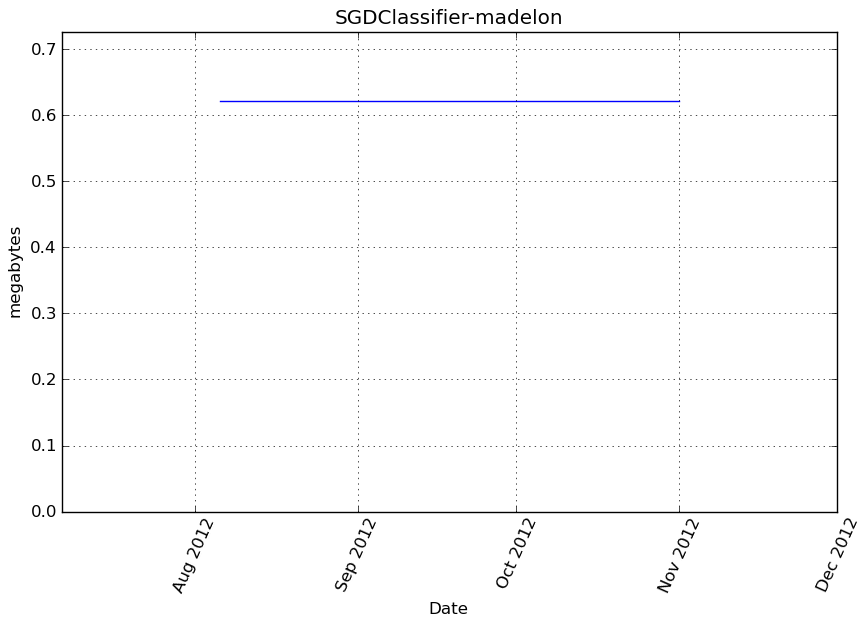 SGDClassifier-madelon
0.7
0.6
0.5
0.4
0.3
0.2
0.1
0.0
megabytes
Aug 2012
Sep 2012
Oct 2012
Nov 2012
Dec 2012
Date